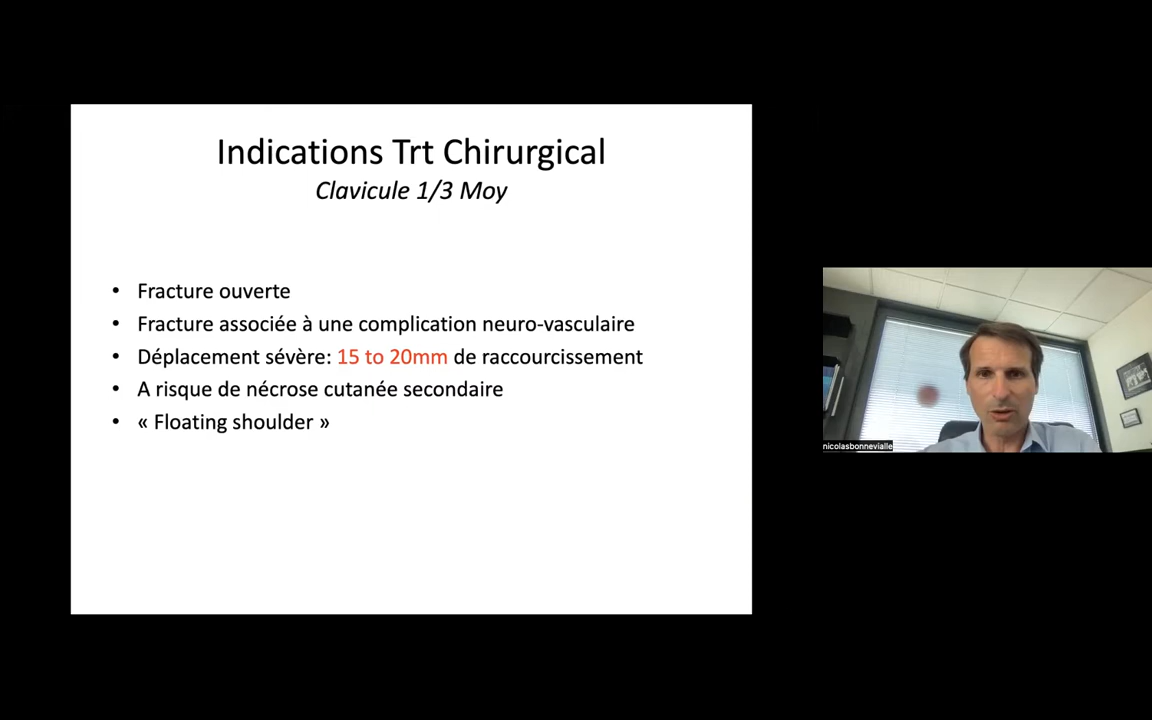 Indications Trt Chirurgical
Clavicule 1/3 Moy
• Fracture ouverte
• Fracture associée à une complication neuro-vasculaire
• Déplacement sévère: 15 to 20mm de raccourcissement
• A risque de nécrose cutanée secondaire
• « Floating shoulder »
nicolasbonnevialle